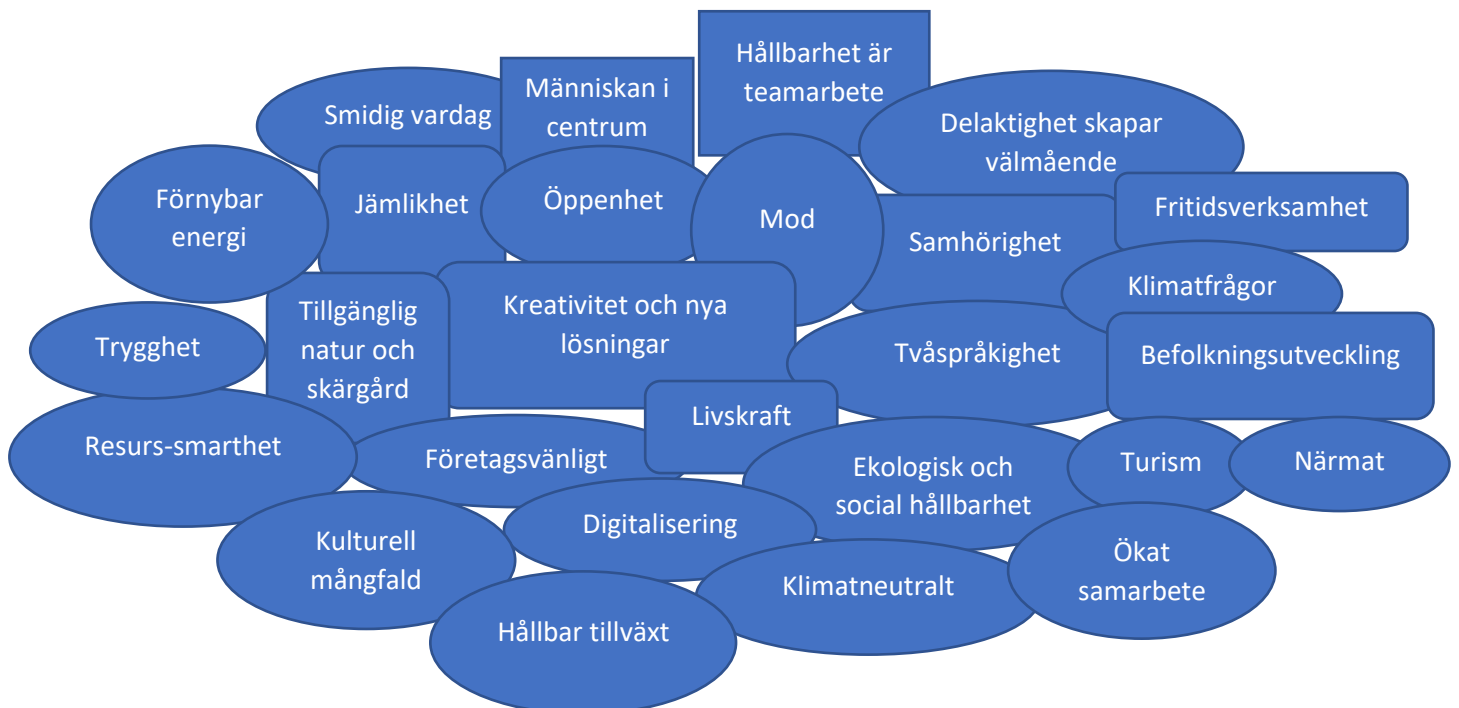 Hållbarhet är
teamarbete
Människan i
centrum
Smidig vardag
Delaktighet skapar
välmående
Förnybar
energi
Jämlikhet
Öppenhet
Mod
Samhörighet
Fritidsverksamhet
Klimatfrågor
Trygghet
Tillgänglig
natur och
skärgård
Kreativitet och nya
lösningar
Tvåspråkighet
Befolkningsutveckling
Livskraft
Resurs-smarthet
Företagsvänligt
Ekologisk och
social hållbarhet
Turism
Närmat
Digitalisering
Kulturell
mångfald
Klimatneutralt
Ökat
samarbete
Hållbar tillväxt